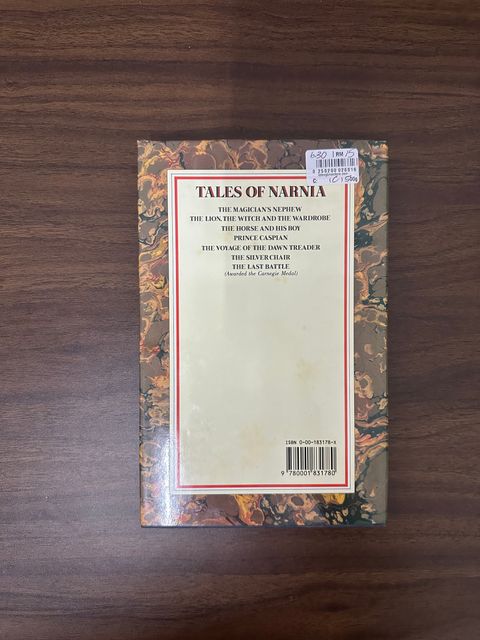 RM
TALES OF NARNIA
THE MAGICIAN'S NEPHEW
THE LION, THE WITCH AND THE WARDROBE
THE HORSE AND HIS BOY
PRINCE CASPIAN
THE VOYAGE OF THE DAWN TREADER
THE SILVER CHAIR
THE LAST BATTLE
(Awarded the Carnegie Medal)
ISBN 0-00-183178-X
9 780001 831780